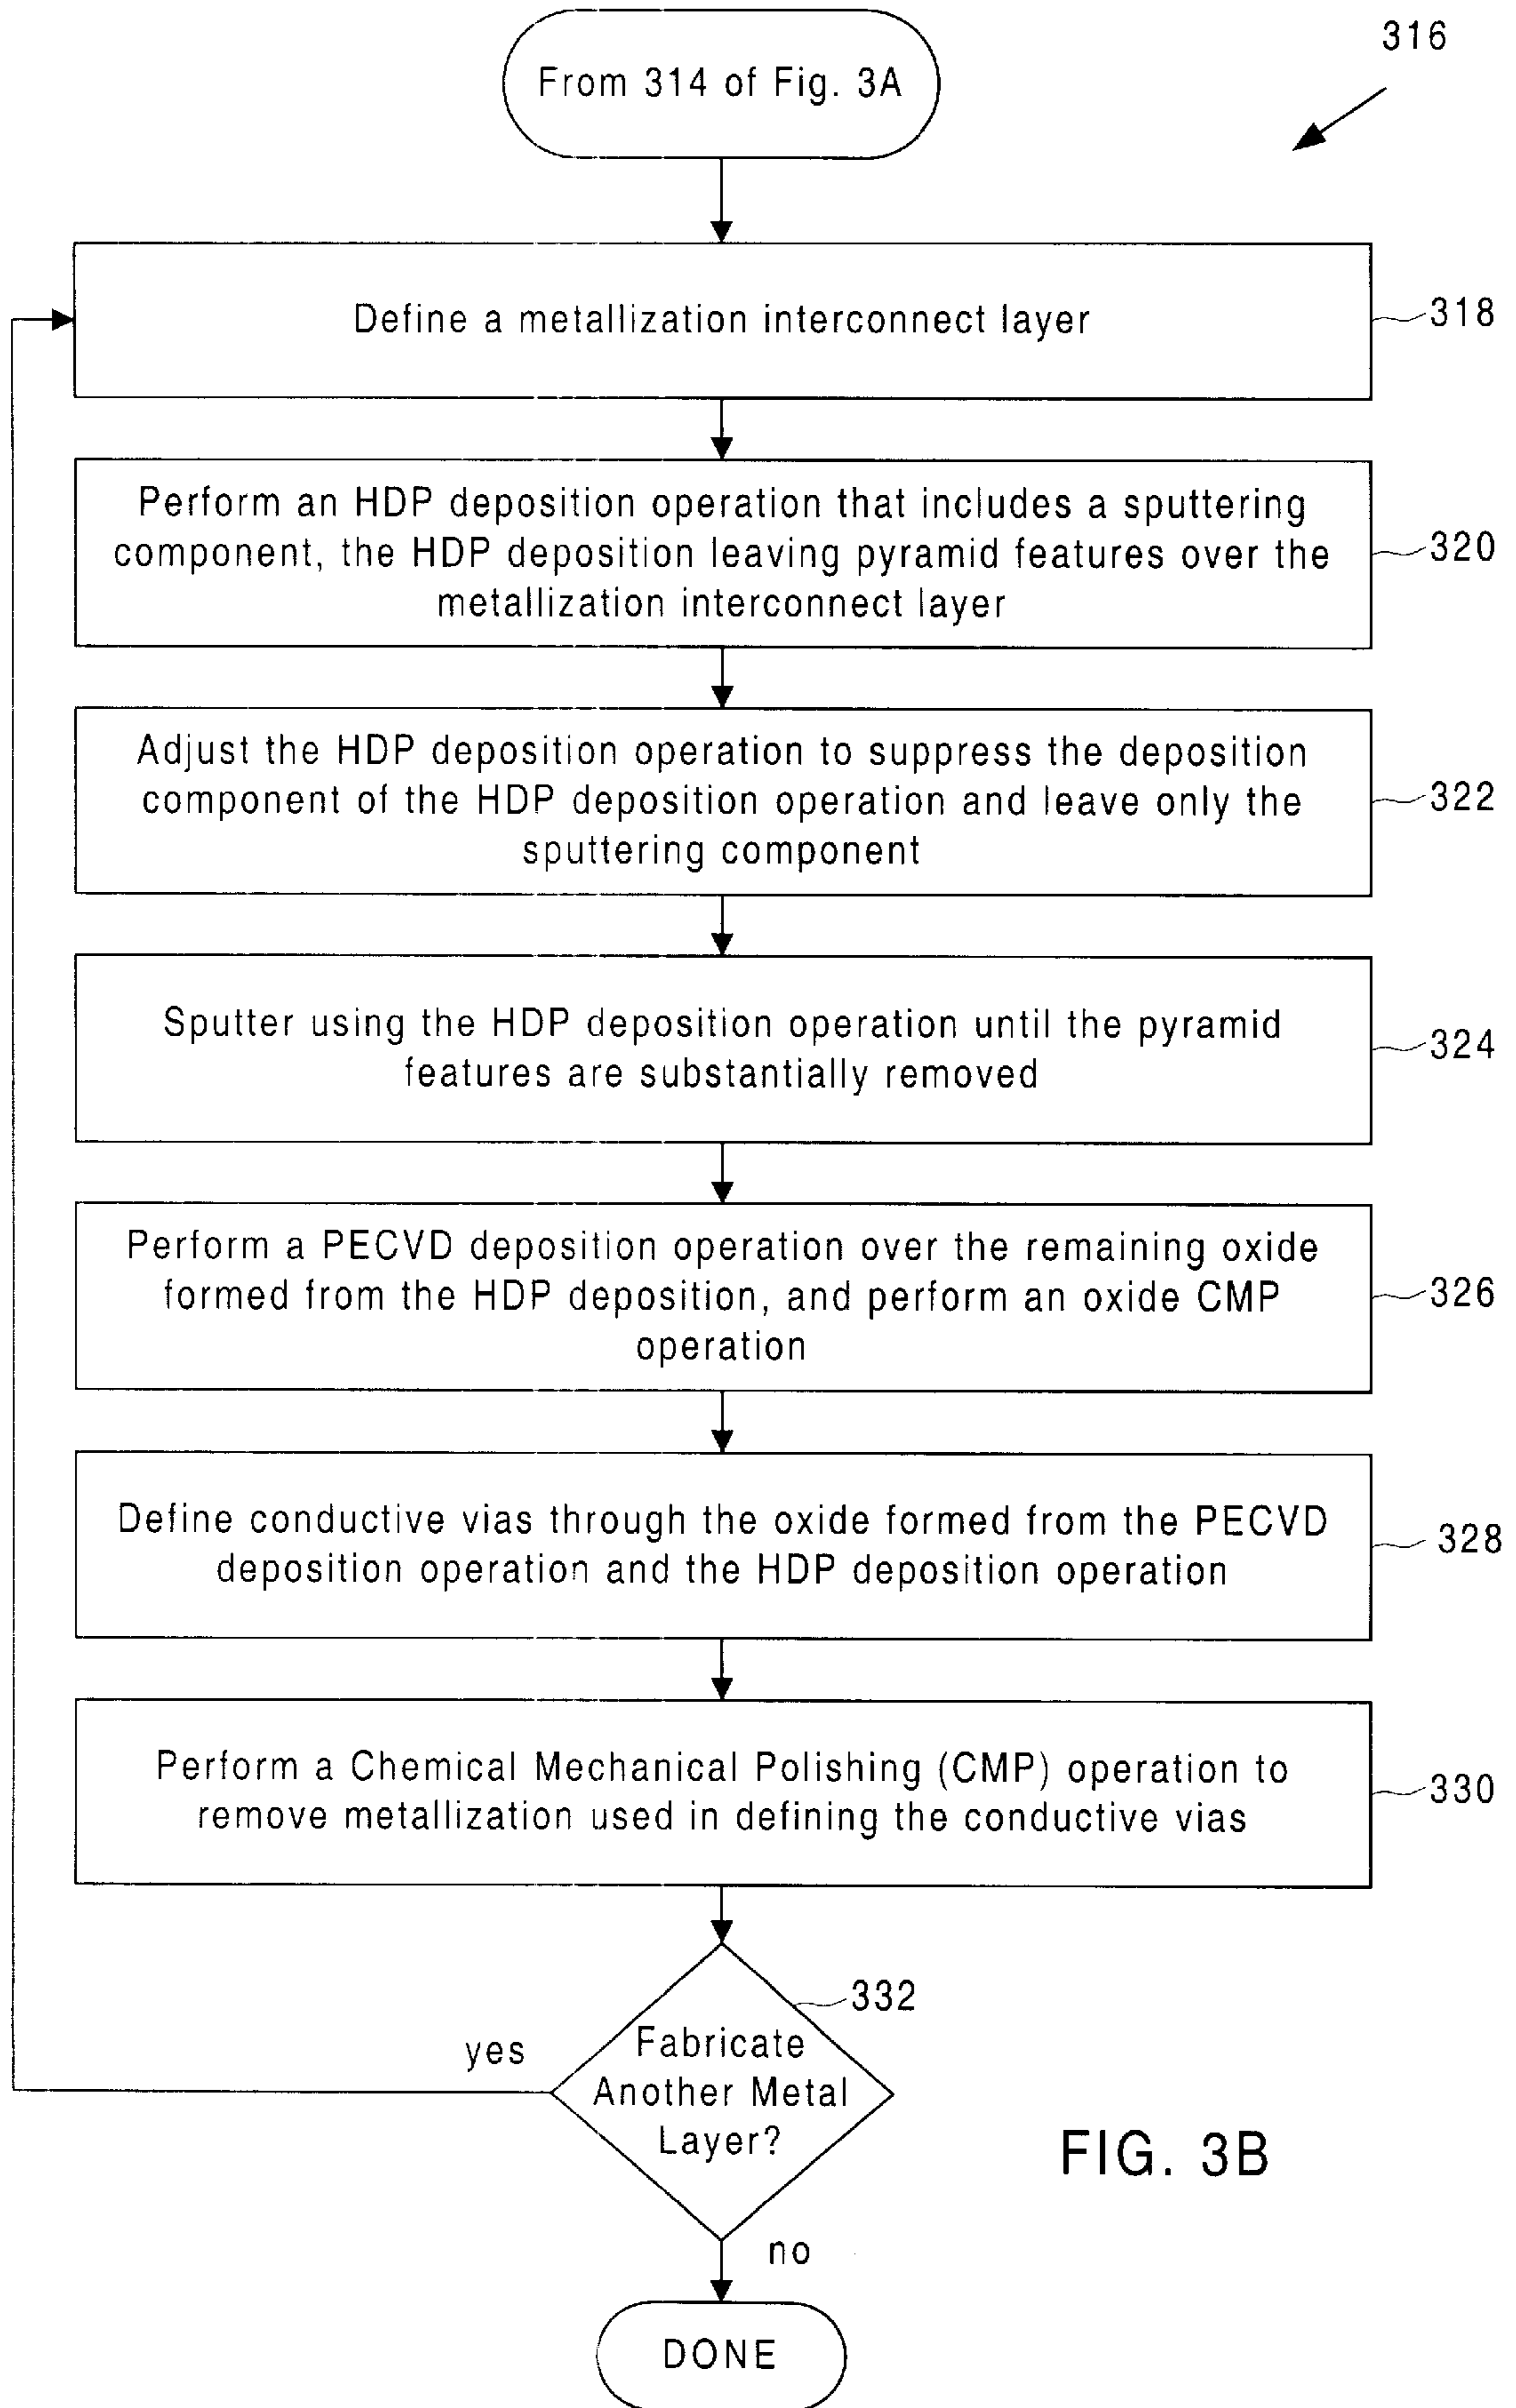 316
From 314 of Fig. 3A
Define a metallization interconnect layer
318
Perform an HDP deposition operation that includes a sputtering
component, the HDP deposition leaving pyramid features over the
metallization interconnect layer
320
Adjust the HDP deposition operation to suppress the deposition
component of the HDP deposition operation and leave only the
sputtering component
322
Sputter using the HDP deposition operation until the pyramid
features are substantially removed
324
Perform a PECVD deposition operation over the remaining oxide
formed from the HDP deposition, and perform an oxide CMP
operation
326
Define conductive vias through the oxide formed from the PECVD
deposition operation and the HDP deposition operation
328
Perform a Chemical Mechanical Polishing (CMP) operation to
remove metallization used in defining the conductive vias
330
332
yes
Fabricate
Another Metal
Layer?
FIG. 3B
no
DONE